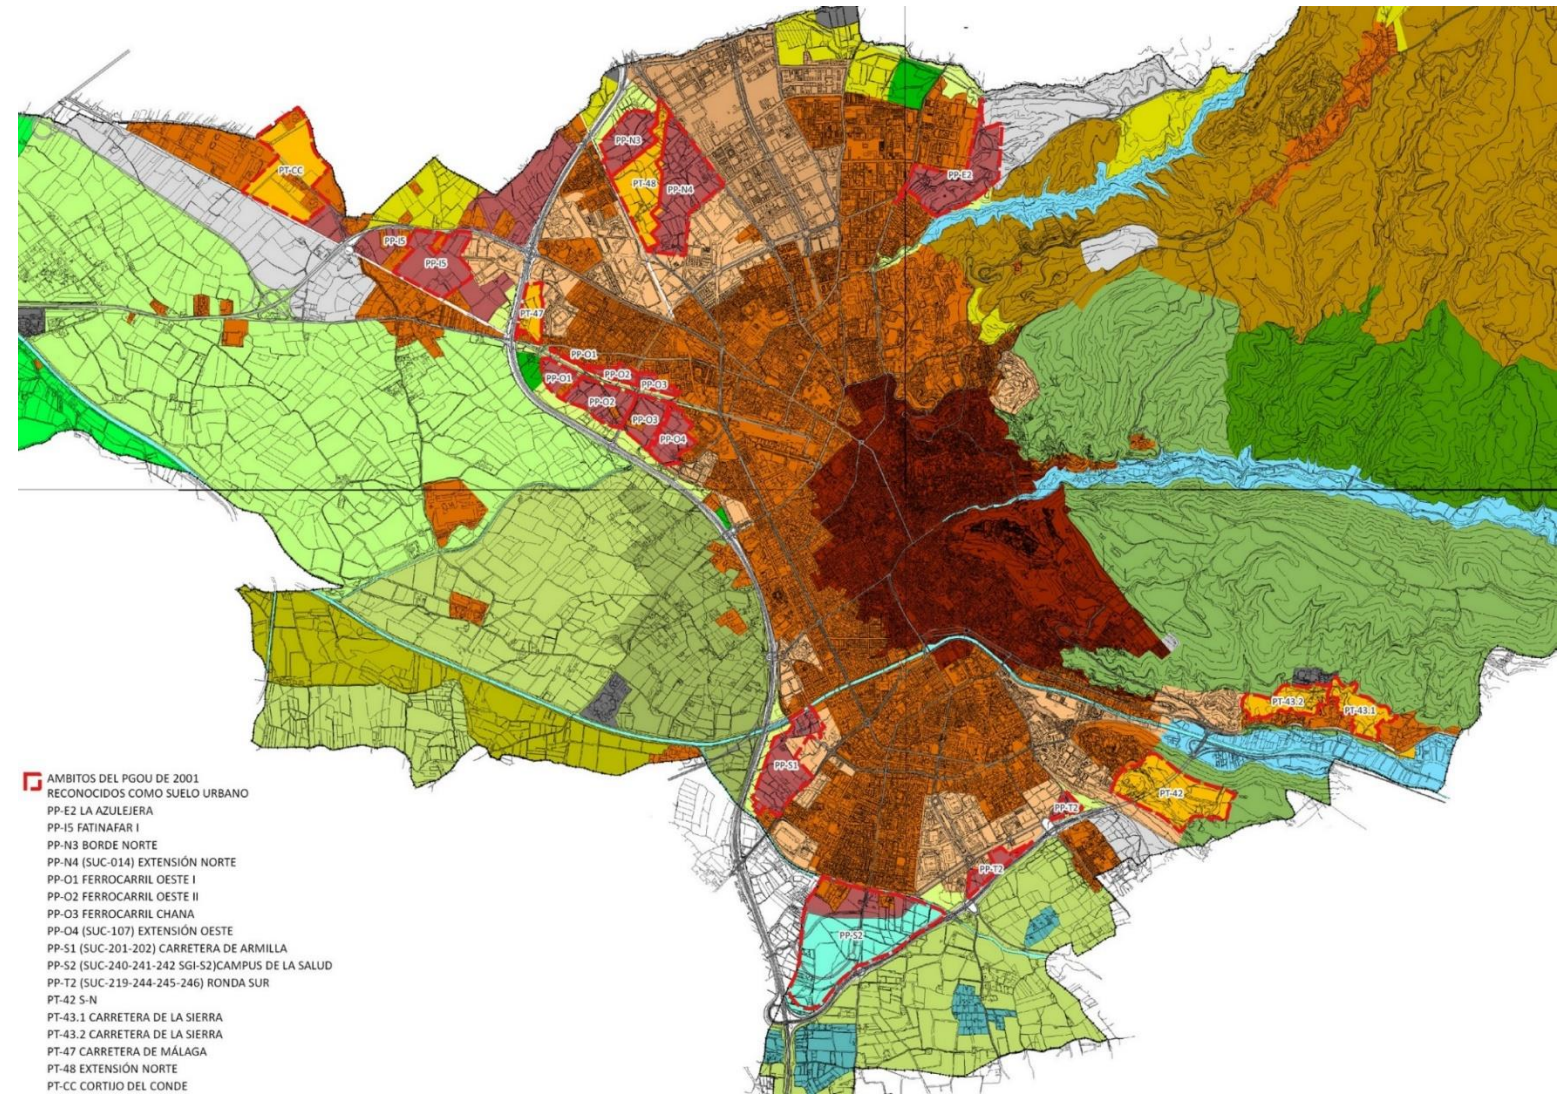 PP-N3
PT-CC
PT-48
PP-N4
PP-E2
PP-I5
PP-I5
PT-47
PP-O1
PP-O2
PP-O3
PP-O1
PP-O2
PP-O3
PP-O4
PT-43.2
PT-43.1
PP-S1
PT-42
PP-T2
PP-T2
PP-S2
AMBITOS DEL PGOU DE 2001
RECONOCIDOS COMO SUELO URBANO
PP-E2 LA AZULEJERA
PP-I5 FATINAFAR I
PP-N3 BORDE NORTE
PP-N4 (SUC-014) EXTENSIÓN NORTE
PP-O1 FERROCARRIL OESTE I
PP-O2 FERROCARRIL OESTE II
PP-O3 FERROCARRIL CHANA
PP-O4 (SUC-107) EXTENSIÓN OESTE
PP-S1 (SUC-201-202) CARRETERA DE ARMILLA
PP-S2 (SUC-240-241-242 SGI-S2)CAMPUS DE LA SALUD
PP-T2 (SUC-219-244-245-246) RONDA SUR
PT-42 S-N
PT-43.1 CARRETERA DE LA SIERRA
PT-43.2 CARRETERA DE LA SIERRA
PT-47 CARRETERA DE MÁLAGA
PT-48 EXTENSIÓN NORTE
PT-CC CORTIJO DEL CONDE